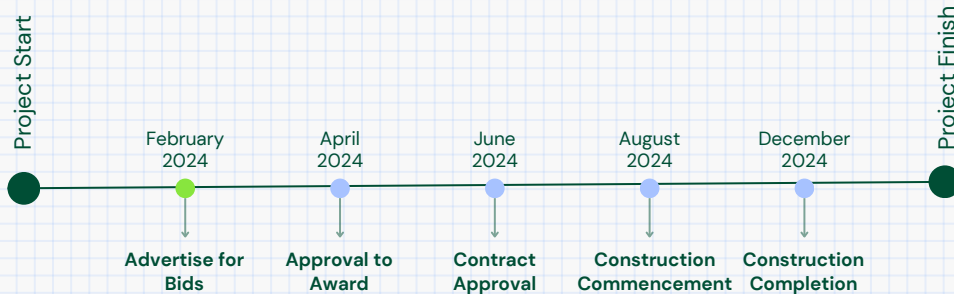 Project Start
Project Finish
February
2024
April
2024
June
2024
August
2024
December
2024
Advertise for
Bids
Approval to
Award
Contract
Approval
Construction
Commencement
Construction
Completion